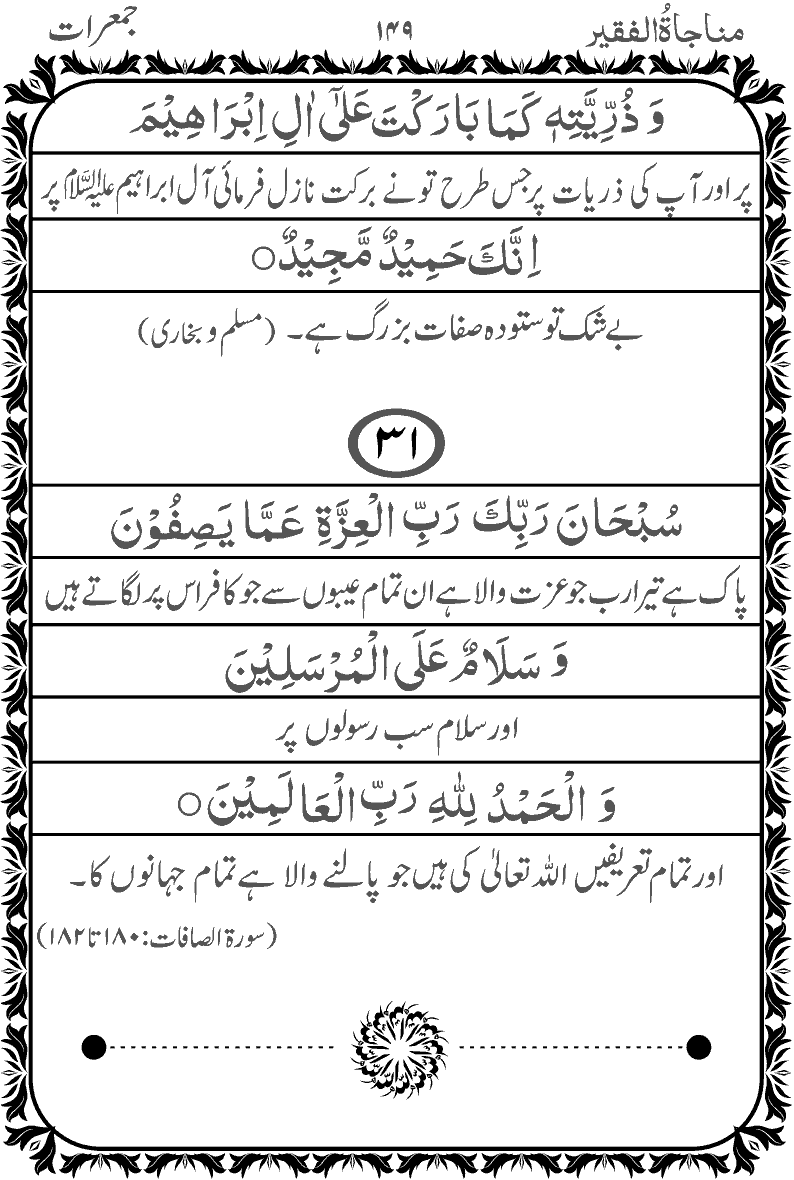 مناجاۃُالفقیر ۱۴۹ جمعرات
وَ ذُرِّیَّتِهٖ كَمَا بَارَكْتَ عَلٰۤی اٰلِ اِبْرَاهِیْمَ
پر اور آپ کی ذریات پر جس طرح تو نے برکت نازل فرمائی آل ابراہیم علیہ السلام پر
اِنَّكَ حَمِیْدٌ مَّجِیْدٌ○
بے شک تو ستودہ صفات بزرگ ہے۔ (مسلم و بخاری)
۳۱
سُبْحَانَ رَبِّكَ رَبِّ الْعِزَّةِ عَمَّا یَصِفُوْنَ
پاک ہے تیرا رب جو عزت والا ہے ان تمام عیبوں سے جو کافر اس پر لگاتے ہیں
وَ سَلَامٌ عَلَی الْمُرْسَلِیْنَ
اور سلام سب رسولوں پر
وَ الْحَمْدُ لِلّٰهِ رَبِّ الْعَالَمِیْنَ○
اور تمام تعریفیں اللہ تعالیٰ کی ہیں جو پالنے والا ہے تمام جہانوں کا۔
(سورة الصافات: ۱۸۰ تا ۱۸۲)